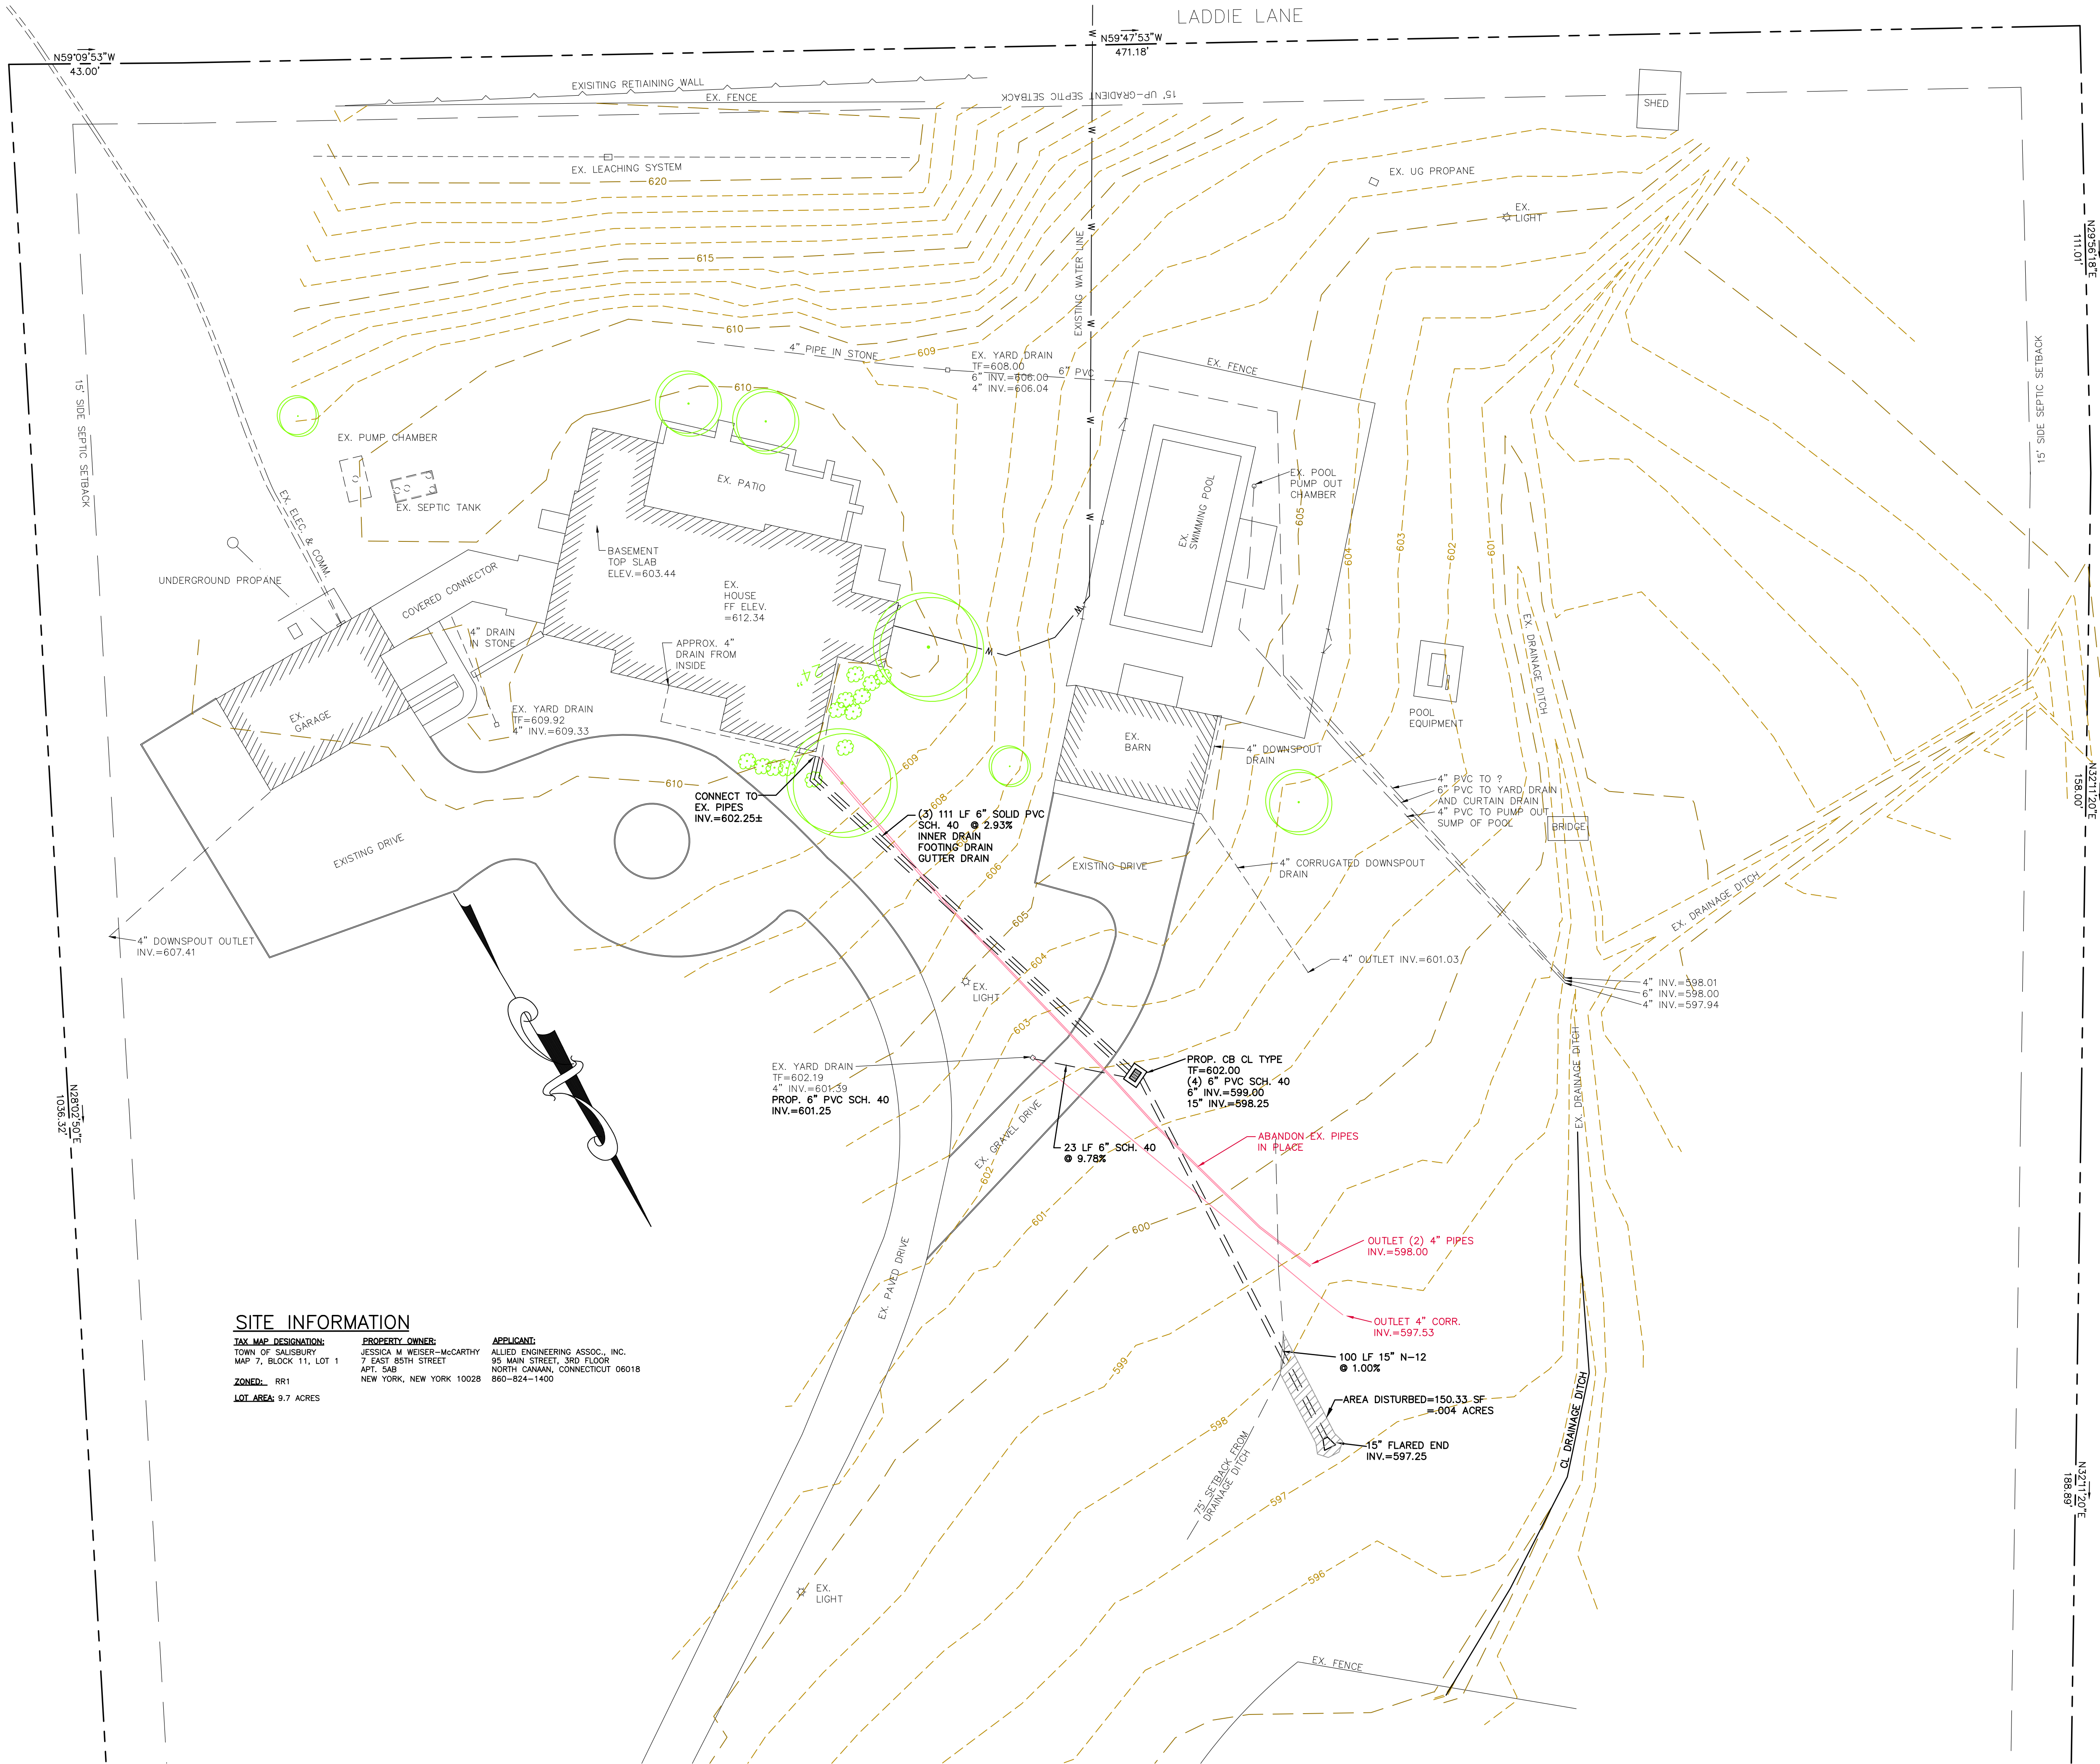 LADDIE LANE
N59°09'53"W
43.00'
N59°47'53"W
471.18'
W
EXISITING RETIAINING WALL
EX. FENCE
15' UP-GRADIENT SEPTIC SETBACK
SHED
W
EX. LEACHING SYSTEM
620
EX. UG PROPANE
EX.
LIGHT
W
N29°56'18"E
111.01'
EXISTING WATER LINE
615
W
610
4" PIPE IN STONE
609
EX. YARD DRAIN
TF=608.00
6" INV.=606.00
4" INV.=606.04
6" PVC
EX. FENCE
15' SIDE SEPTIC SETBACK
15' SIDE SEPTIC SETBACK
610
W
EX. PUMP CHAMBER
EX. SEPTIC TANK
EX. PATIO
EX. POOL
PUMP OUT
CHAMBER
EX.
SWIMMING POOL
605
604
603
602
601
W
EX. ELEC. & COMM.
BASEMENT
TOP SLAB
ELEV.=603.44
UNDERGROUND PROPANE
COVERED CONNECTOR
EX.
HOUSE
FF ELEV.
=612.34
W
4" DRAIN
IN STONE
APPROX. 4"
DRAIN FROM
INSIDE
W
24"
EX. DRAINAGE DITCH
EX.
GARAGE
EX. YARD DRAIN
TF=609.92
4" INV.=609.33
POOL
EQUIPMENT
EX.
BARN
4" DOWNSPOUT
DRAIN
609
610
N32°11'20"E
158.00'
4" PVC TO ?
6" PVC TO YARD DRAIN
AND CURTAIN DRAIN
4" PVC TO PUMP OUT
SUMP OF POOL
BRIDGE
CONNECT TO
EX. PIPES
INV.=602.25±
608
(3) 111 LF 6" SOLID PVC
SCH. 40 @ 2.93%
INNER DRAIN
FOOTING DRAIN
GUTTER DRAIN
EXISTING DRIVE
606
EXISTING DRIVE
4" CORRUGATED DOWNSPOUT
DRAIN
EX. DRAINAGE DITCH
605
4" DOWNSPOUT OUTLET
INV.=607.41
604
4" OUTLET INV.=601.03
EX.
LIGHT
4" INV.=598.01
6" INV.=598.00
4" INV.=597.94
603
EX. DRAINAGE DITCH
EX. YARD DRAIN
TF=602.19
4" INV.=601.39
PROP. 6" PVC SCH. 40
INV.=601.25
PROP. CB CL TYPE
TF=602.00
(4) 6" PVC SCH. 40
6" INV.=599.00
15" INV.=598.25
N28°02'50"E
1036.32'
EX. GRAVEL DRIVE
23 LF 6" SCH. 40
@ 9.78%
ABANDON EX. PIPES
IN PLACE
602
601
600
OUTLET (2) 4" PIPES
INV.=598.00
EX. PAVED DRIVE
OUTLET 4" CORR.
INV.=597.53
SITE INFORMATION
TAX MAP DESIGNATION:
TOWN OF SALISBURY
MAP 7, BLOCK 11, LOT 1
ZONED: RR1
LOT AREA: 9.7 ACRES
PROPERTY OWNER:
JESSICA M WEISER-McCARTHY
7 EAST 85TH STREET
APT. 5AB
NEW YORK, NEW YORK 10028
APPLICANT:
ALLIED ENGINEERING ASSOC., INC.
95 MAIN STREET, 3RD FLOOR
NORTH CANAAN, CONNECTICUT 06018
860-824-1400
599
100 LF 15" N-12
@ 1.00%
AREA DISTURBED=150.33 SF
=.004 ACRES
598
15" FLARED END
INV.=597.25
CL DRAINAGE DITCH
75' SETBACK FROM
DRAINAGE DITCH
597
N32°11'20"E
188.89'
596
EX.
LIGHT
EX. FENCE